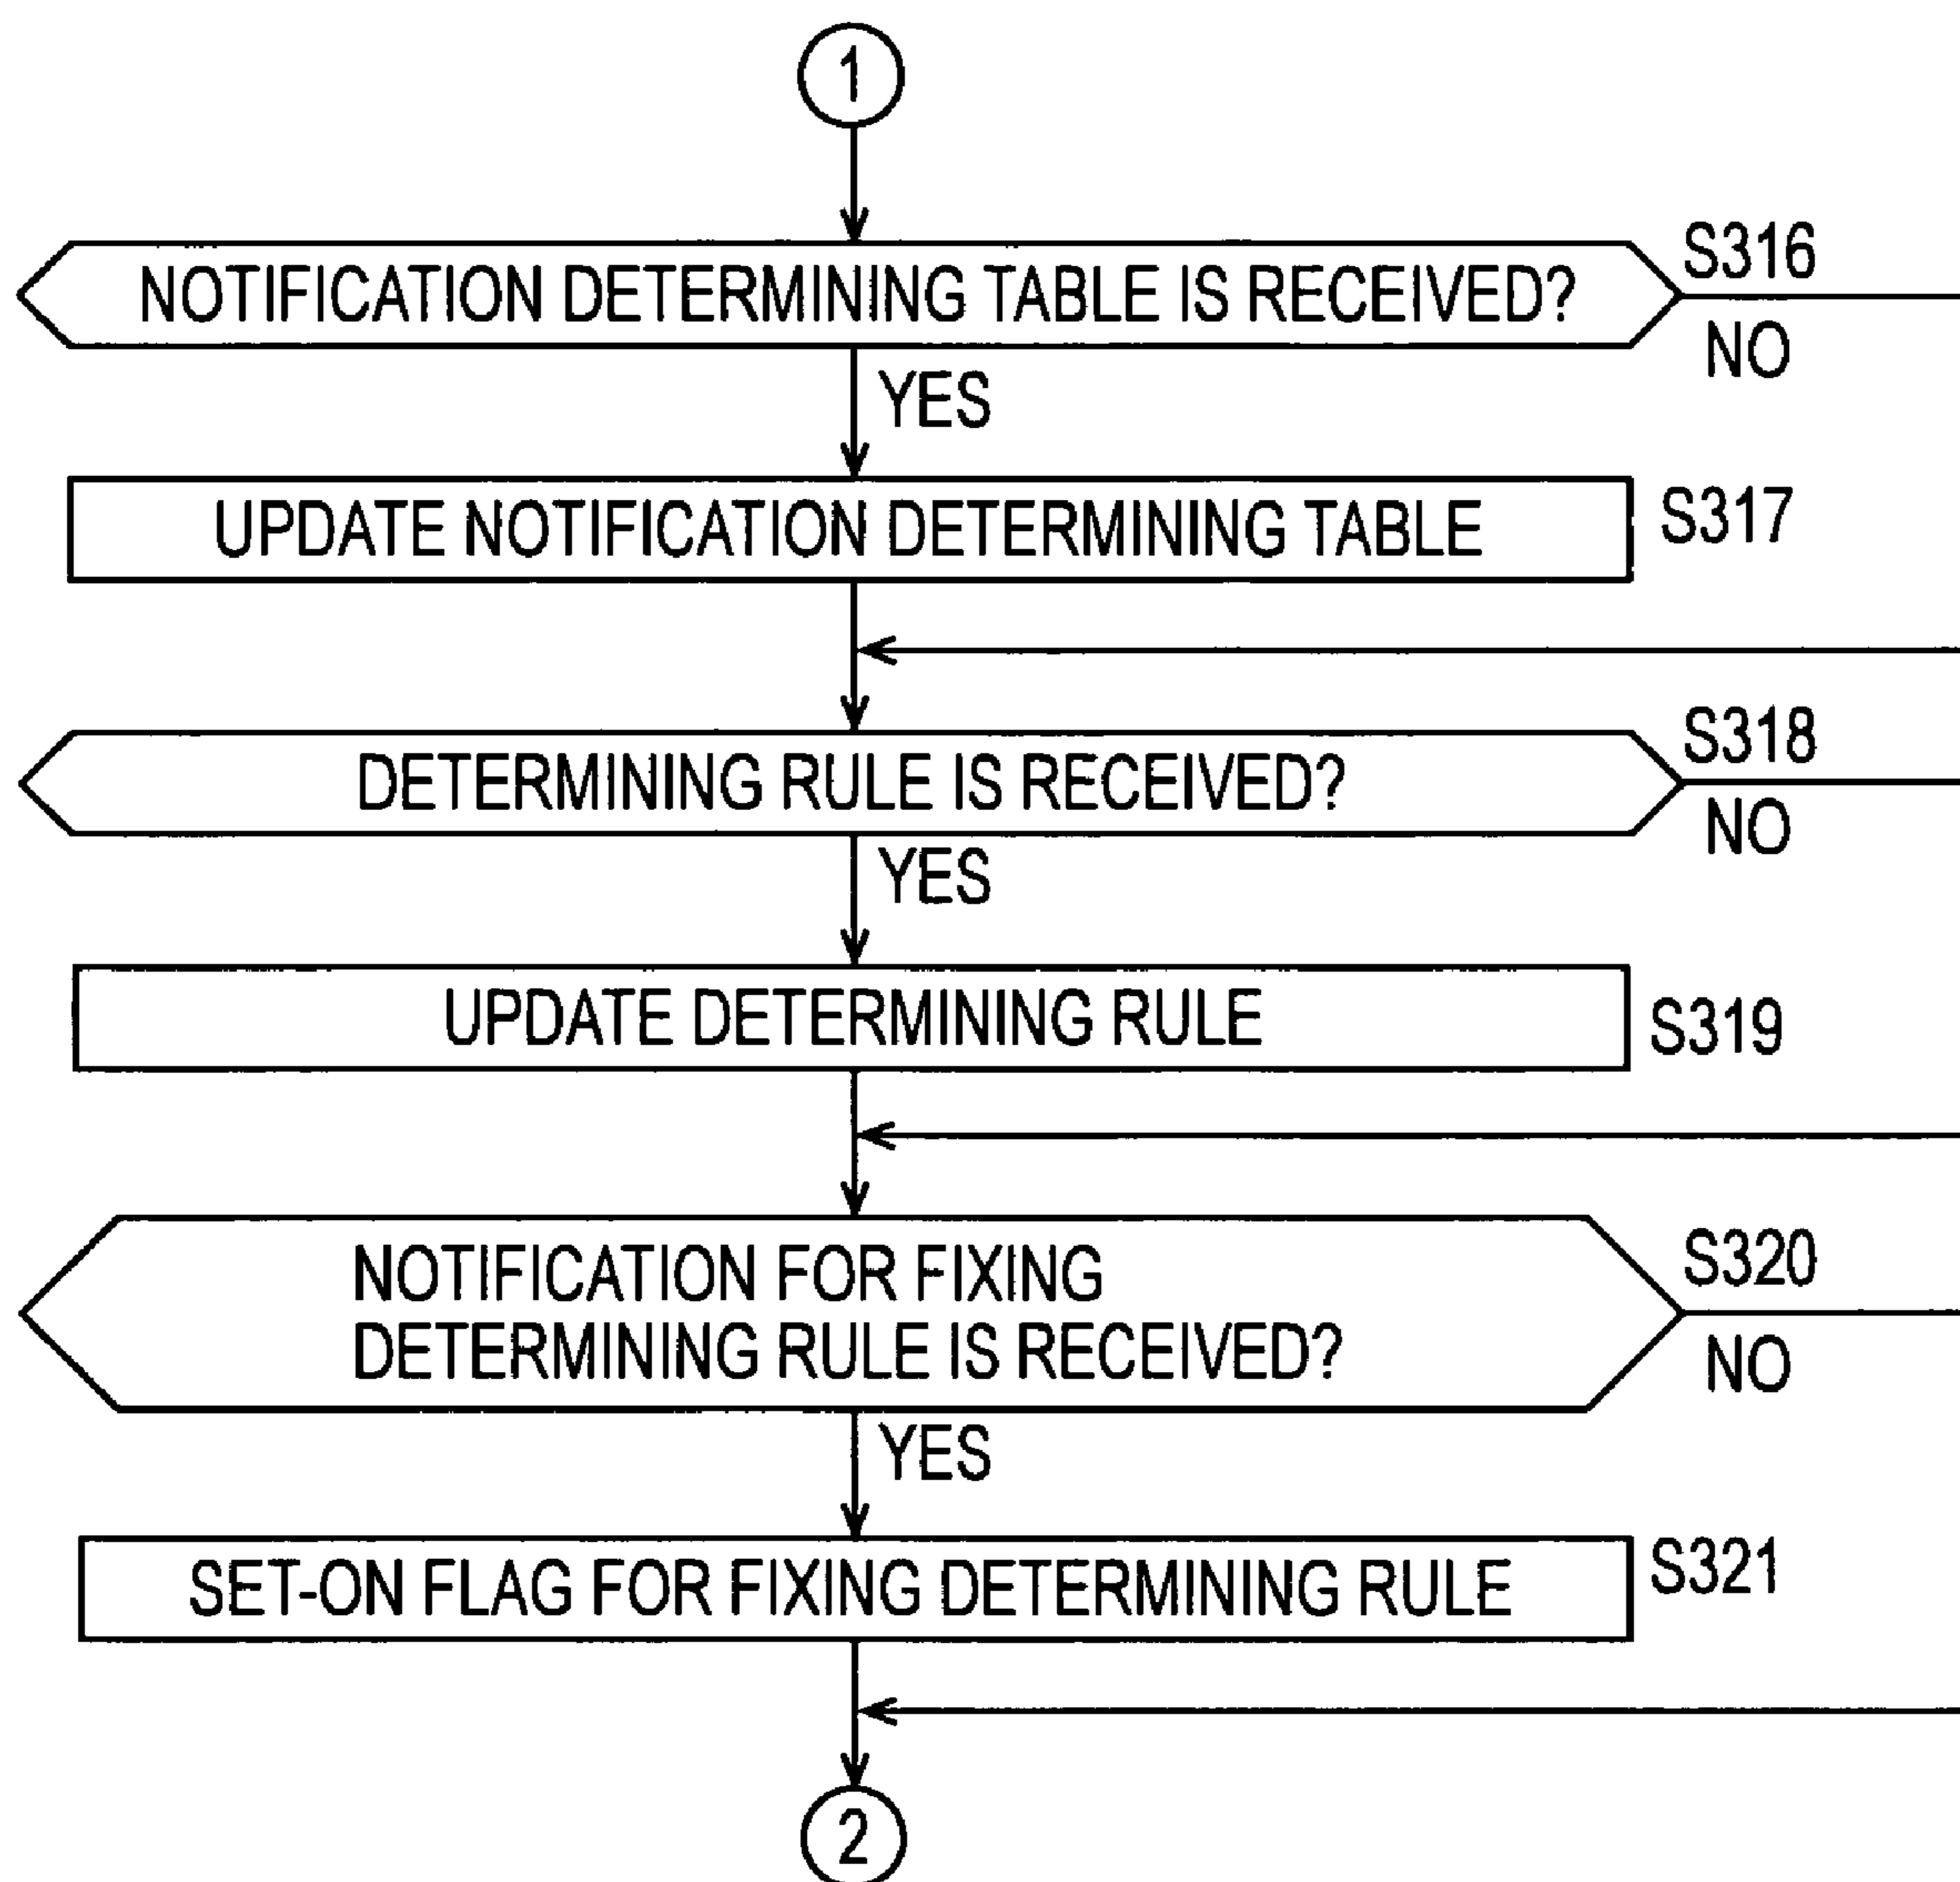 1
NOTIFICATION DETERMINING TABLE IS RECEIVED?
S316
NO
YES
UPDATE NOTIFICATION DETERMINING TABLE
S317
DETERMINING RULE IS RECEIVED?
S318
NO
YES
UPDATE DETERMINING RULE
S319
NOTIFICATION FOR FIXING
DETERMINING RULE IS RECEIVED?
S320
NO
YES
SET-ON FLAG FOR FIXING DETERMINING RULE
S321
2